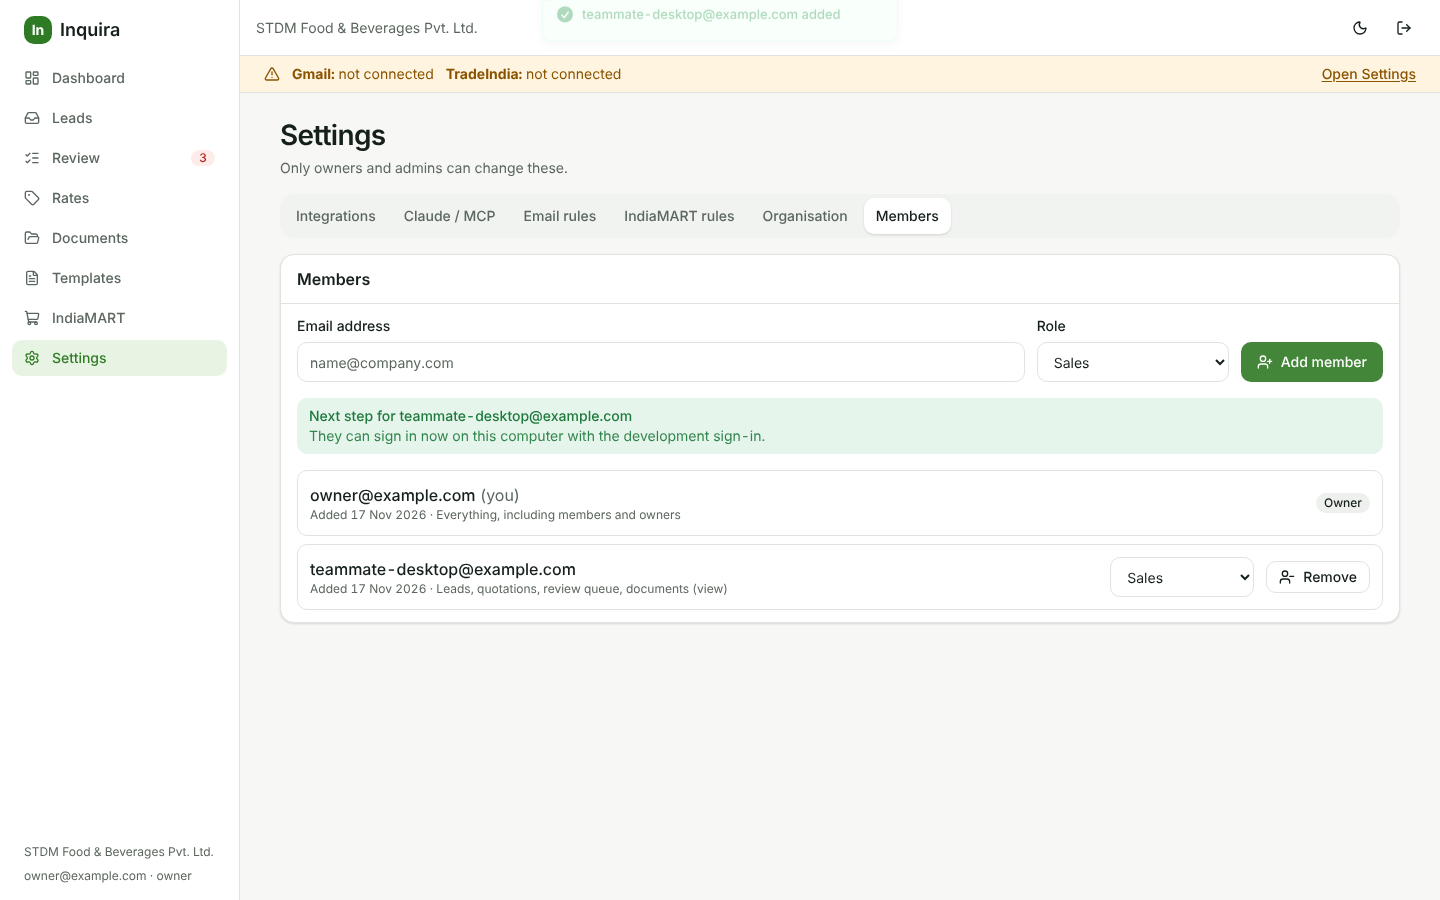 In Inquira
STDM Food & Beverages Pvt. Ltd.
teammate-desktop@example.com added
Gmail: not connected TradeIndia: not connected
Open Settings
Dashboard
Leads
Review 3
Rates
Documents
Templates
IndiaMART
Settings
Settings
Only owners and admins can change these.
Integrations Claude / MCP Email rules IndiaMART rules Organisation Members
Members
Email address Role
name@company.com Sales Add member
Next step for teammate-desktop@example.com
They can sign in now on this computer with the development sign-in.
owner@example.com (you)
Added 17 Nov 2026 · Everything, including members and owners
Owner
teammate-desktop@example.com
Added 17 Nov 2026 · Leads, quotations, review queue, documents (view)
Sales Remove
STDM Food & Beverages Pvt. Ltd.
owner@example.com · owner